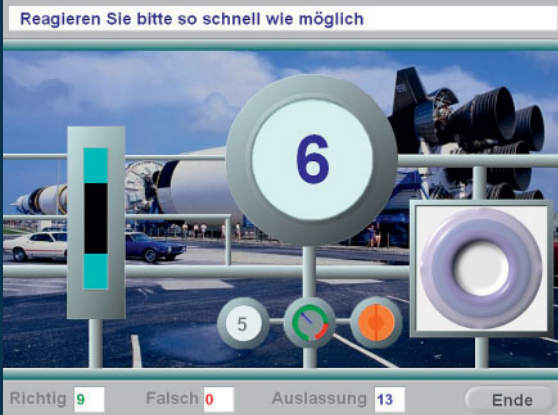 Reagieren Sie bitte so schnell wie möglich
6
5
Richtig 9 Falsch 0 Auslassung 13 Ende